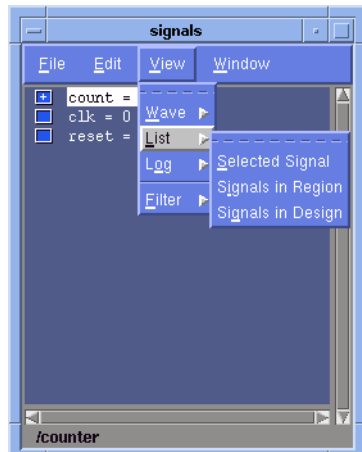 signals
File Edit View Window
count =
clk = 0
reset =
Wave
List
Log
Filter
Selected Signal
Signals in Region
Signals in Design
/counter